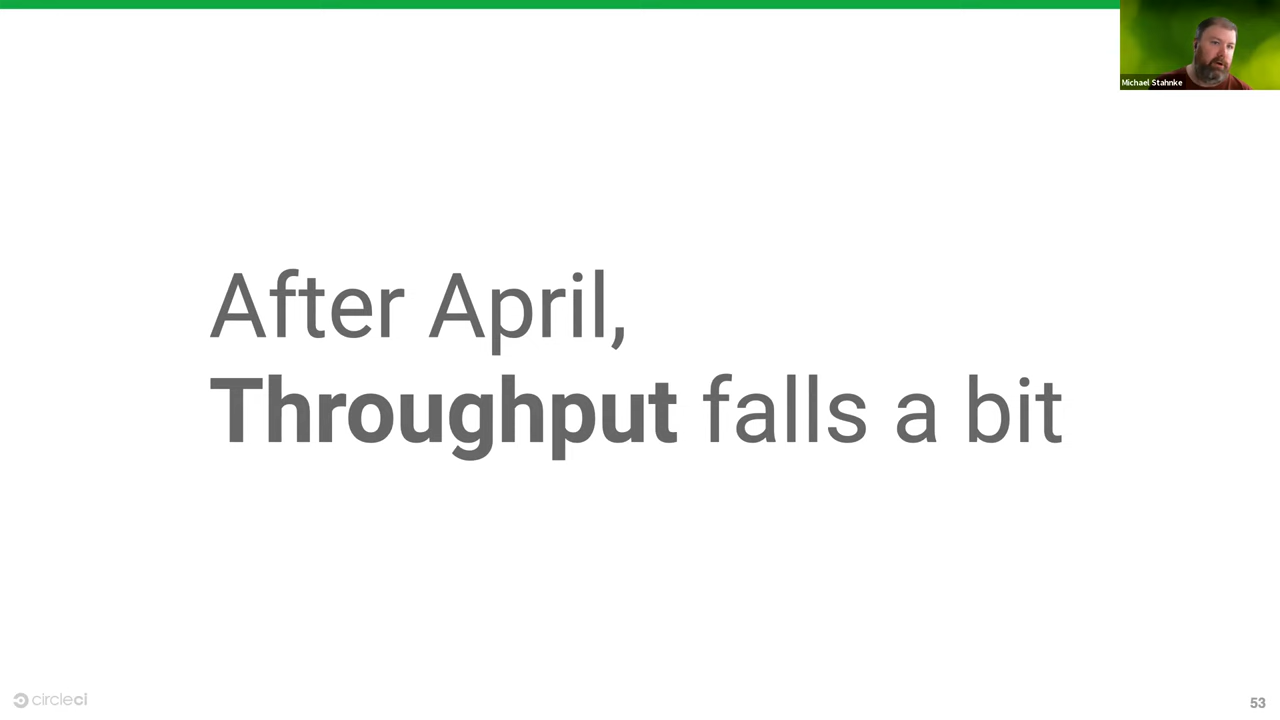 Michael Stahnke
After April,
Throughput falls a bit
circleci
53